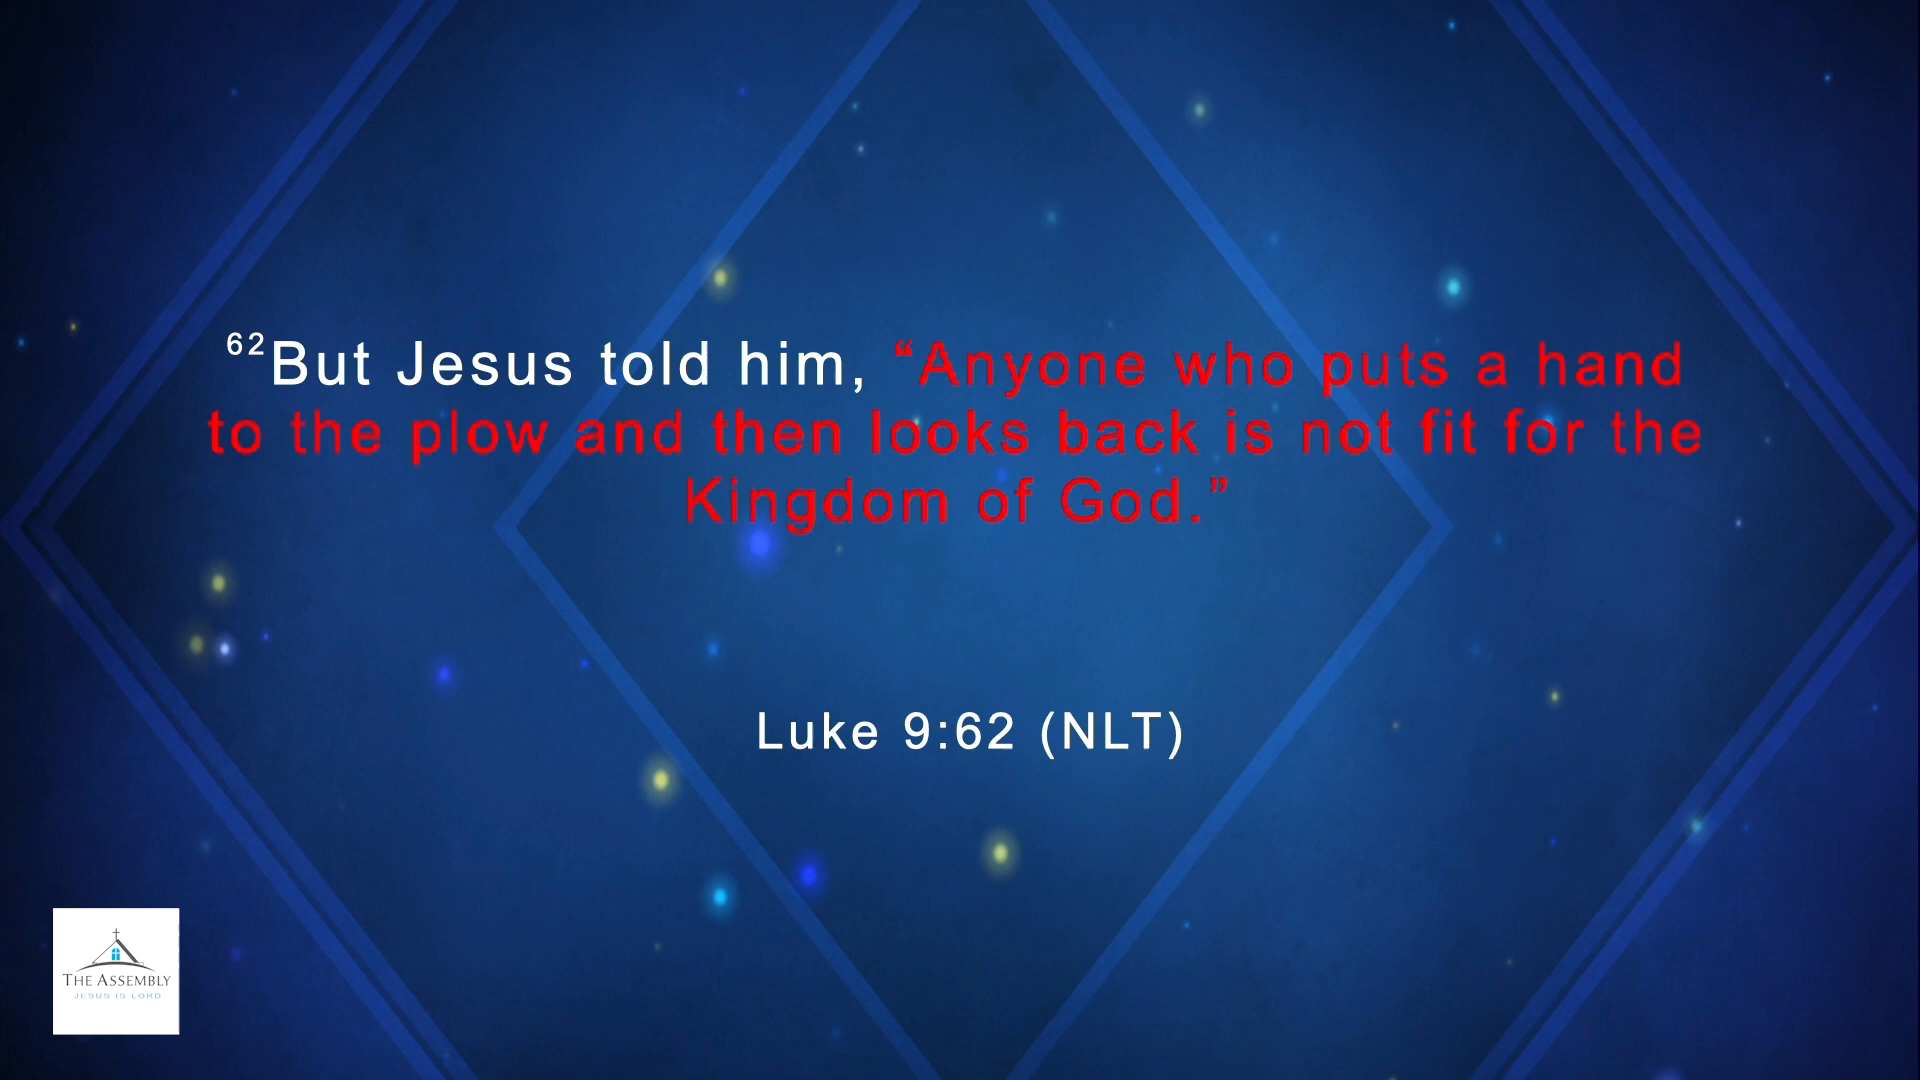 ⁶²But Jesus told him, “Anyone who puts a hand
to the plow and then looks back is not fit for the
Kingdom of God.”
Luke 9:62 (NLT)
THE ASSEMBLY
JESUS IS LORD